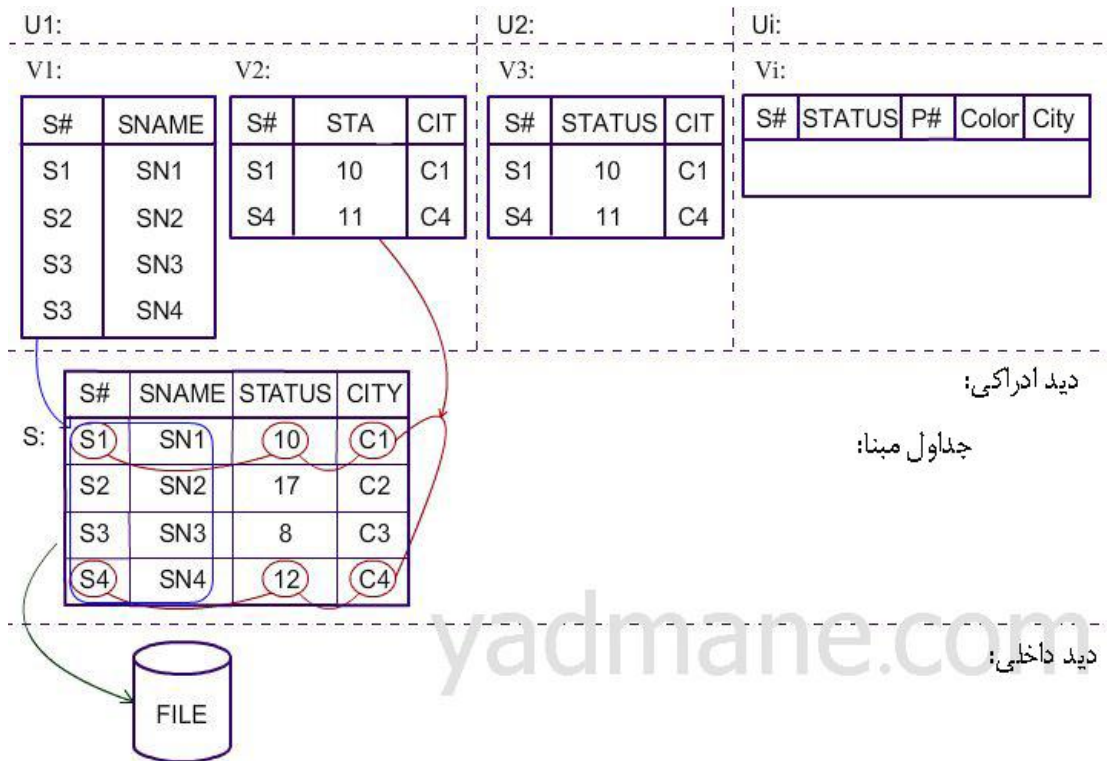 U1:
U2:
Ui:
V1:
V2:
V3:
Vi:
S# SNAME
S1 SN1
S2 SN2
S3 SN3
S3 SN4
S# STA CIT
S1 10 C1
S4 11 C4
S# STATUS CIT
S1 10 C1
S4 11 C4
S# STATUS P# Color City
دید ادراکی:
جداول مبنا:
S:
S# SNAME STATUS CITY
S1 SN1 10 C1
S2 SN2 17 C2
S3 SN3 8 C3
S4 SN4 12 C4
yadmane.com
دید داخلی:
FILE